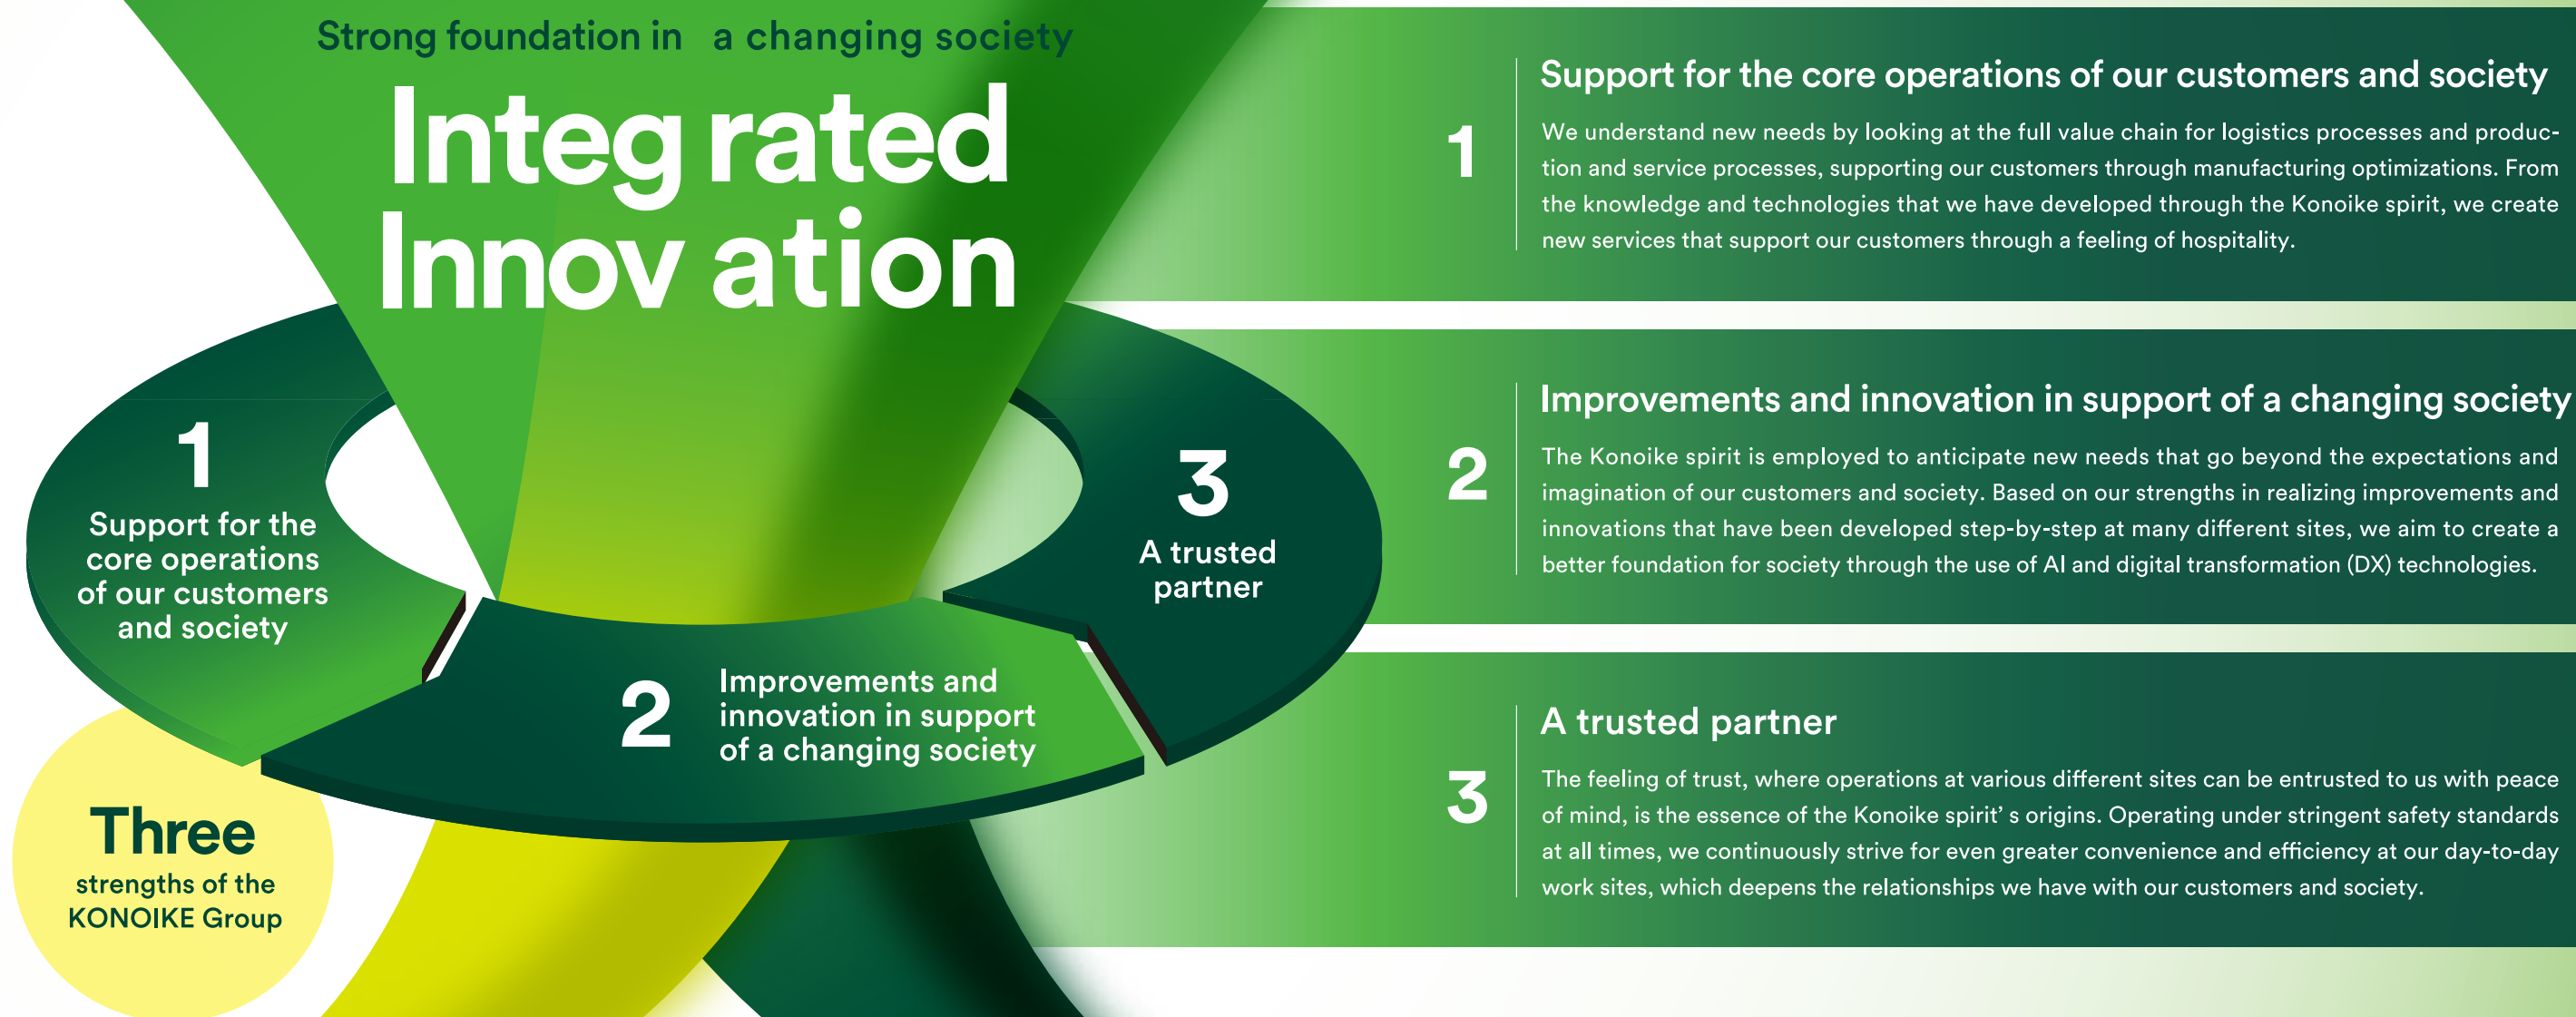 Strong foundation in a changing society
Integ rated
Innov ation
1
Support for the
core operations
of our customers
and society
2
Improvements and
innovation in support
of a changing society
3
A trusted
partner
Three
strengths of the
KONOIKE Group
1
Support for the core operations of our customers and society
We understand new needs by looking at the full value chain for logistics processes and produc-
tion and service processes, supporting our customers through manufacturing optimizations. From
the knowledge and technologies that we have developed through the Konoike spirit, we create
new services that support our customers through a feeling of hospitality.
2
Improvements and innovation in support of a changing society
The Konoike spirit is employed to anticipate new needs that go beyond the expectations and
imagination of our customers and society. Based on our strengths in realizing improvements and
innovations that have been developed step-by-step at many different sites, we aim to create a
better foundation for society through the use of AI and digital transformation (DX) technologies.
3
A trusted partner
The feeling of trust, where operations at various different sites can be entrusted to us with peace
of mind, is the essence of the Konoike spirit' s origins. Operating under stringent safety standards
at all times, we continuously strive for even greater convenience and efficiency at our day-to-day
work sites, which deepens the relationships we have with our customers and society.